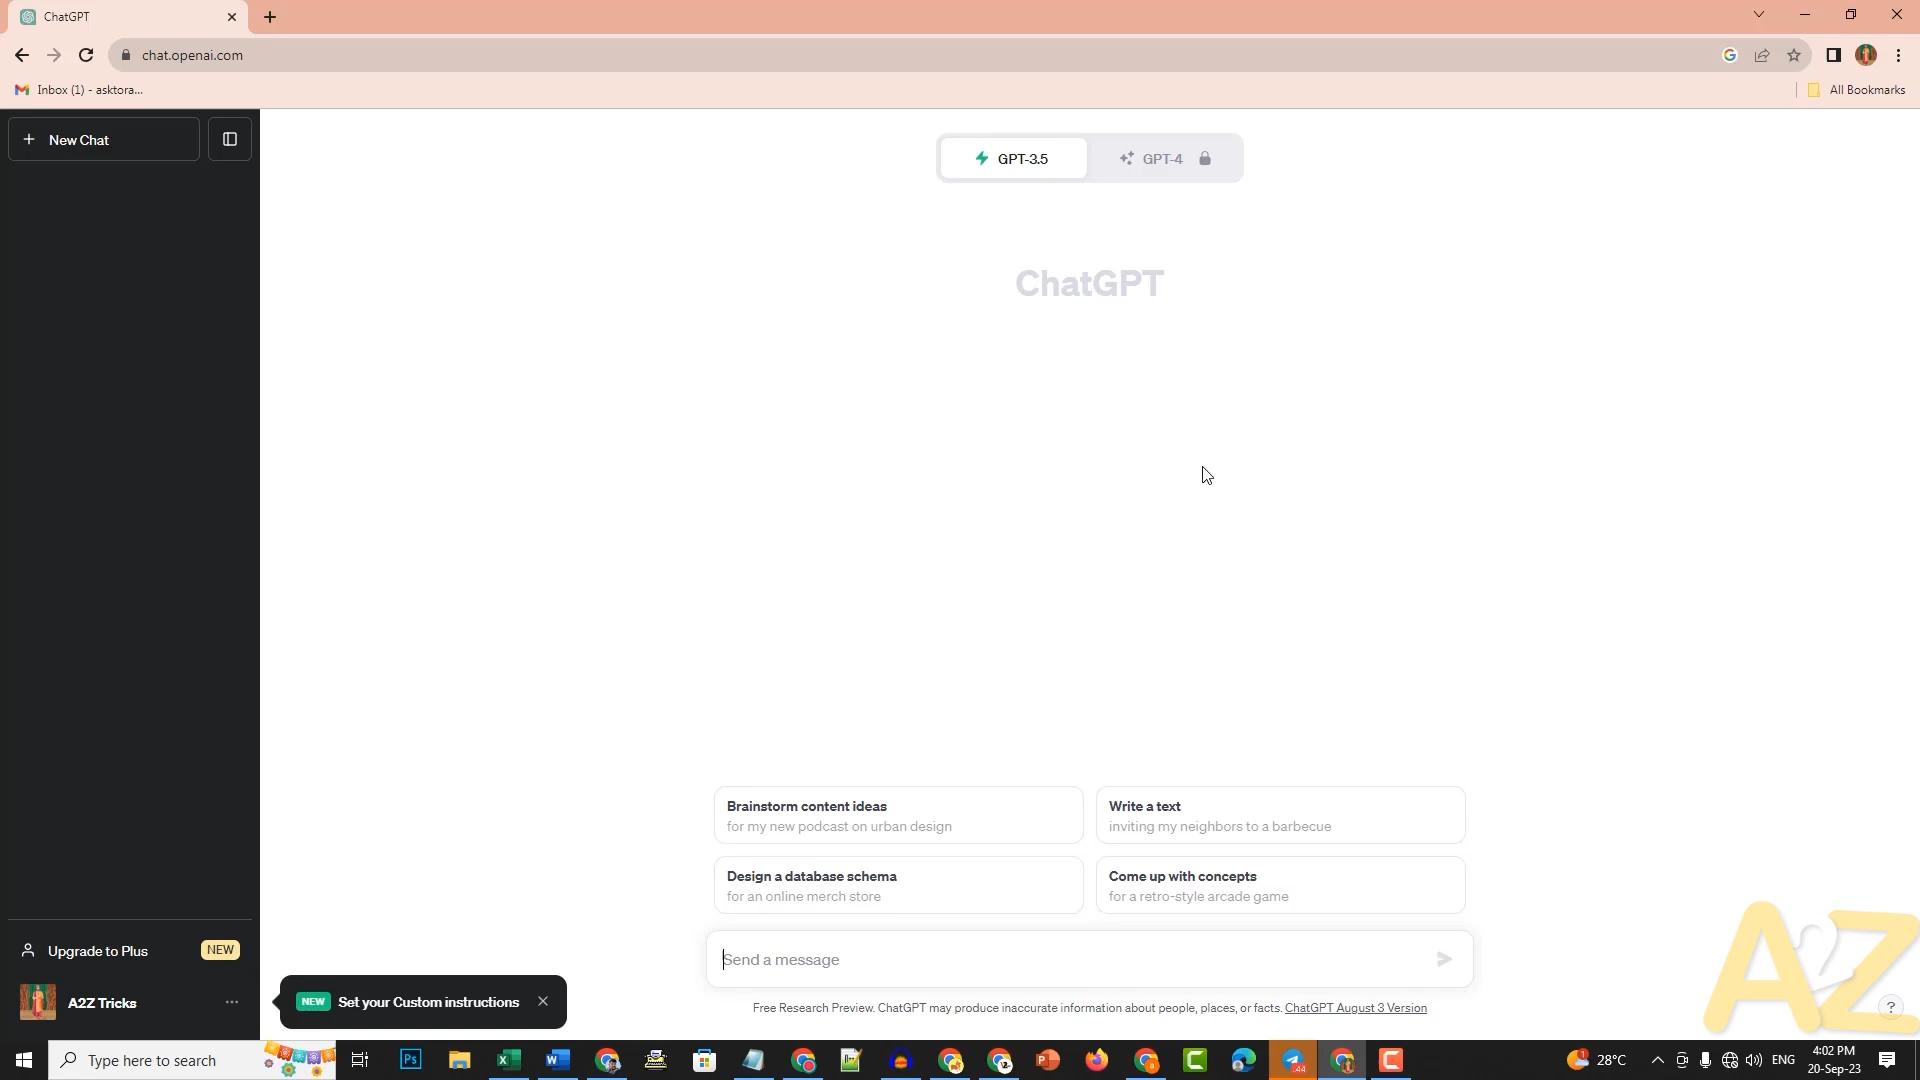 ChatGPT
chat.openai.com
Inbox (1) - asktora...
All Bookmarks
New Chat
GPT-3.5
GPT-4
ChatGPT
Brainstorm content ideas
for my new podcast on urban design
Write a text
inviting my neighbors to a barbecue
Design a database schema
for an online merch store
Come up with concepts
for a retro-style arcade game
Send a message
Free Research Preview. ChatGPT may produce inaccurate information about people, places, or facts. ChatGPT August 3 Version
Upgrade to Plus
NEW
A2Z Tricks
NEW Set your Custom instructions
A2Z
?
Type here to search
Ps
28°C
ENG
4:02 PM
20-Sep-23